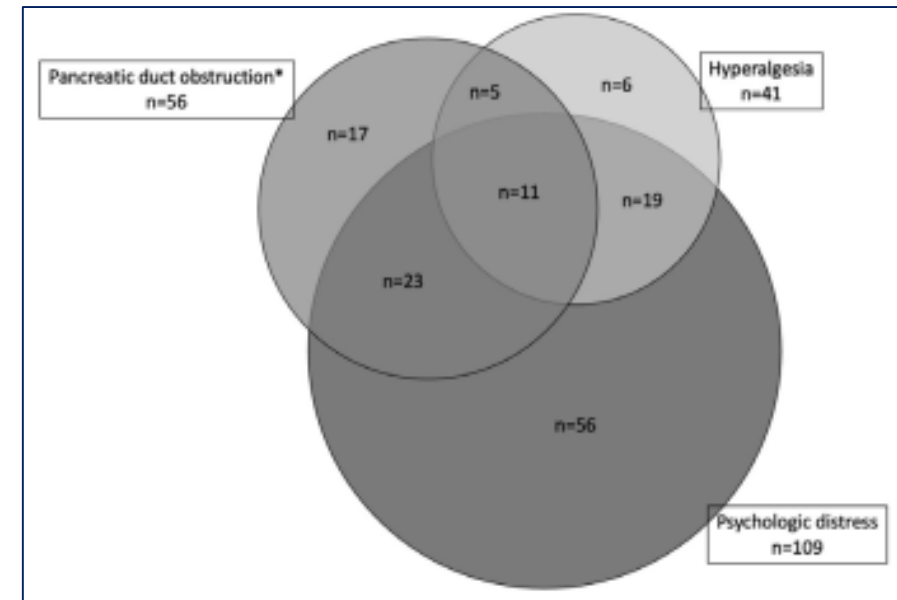 Pancreatic duct obstruction*
n=56
Hyperalgesia
n=41
n=5
n=6
n=17
n=11
n=19
n=23
n=56
Psychologic distress
n=109